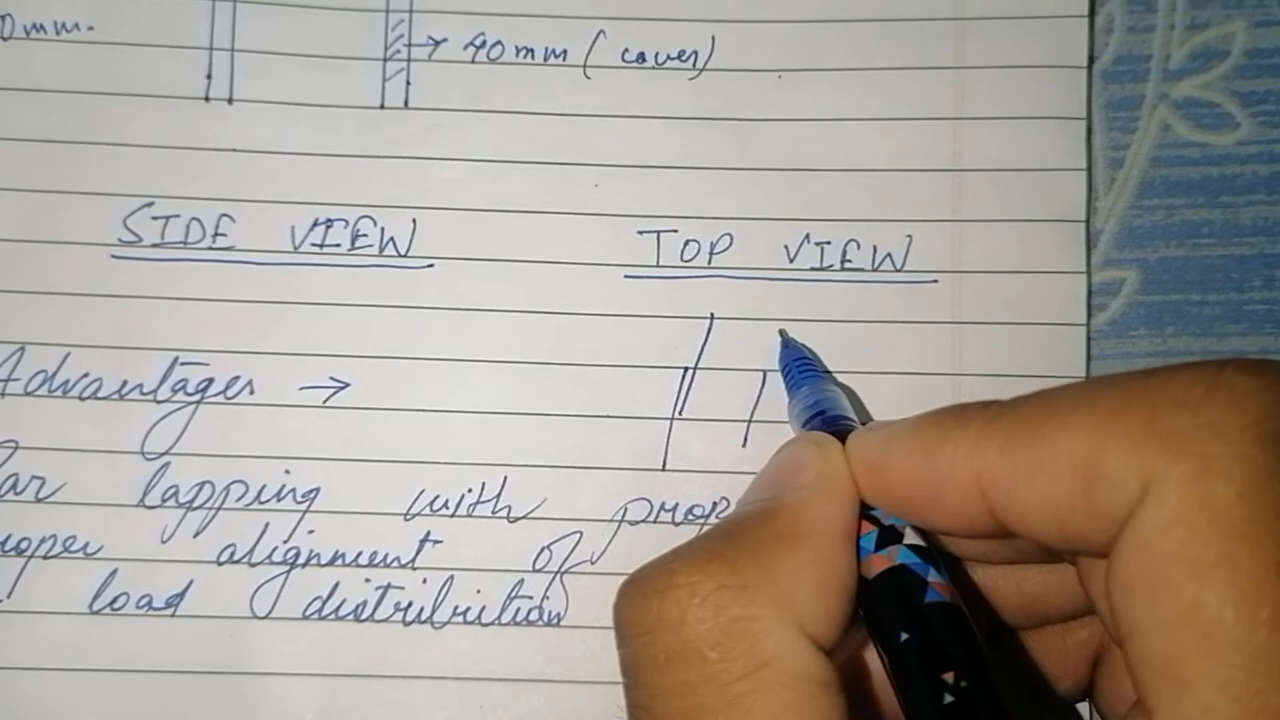 0mm.
40mm (cover)
SIDE VIEW TOP VIEW
Advantages →
lapping with prop
alignment of
load distribution